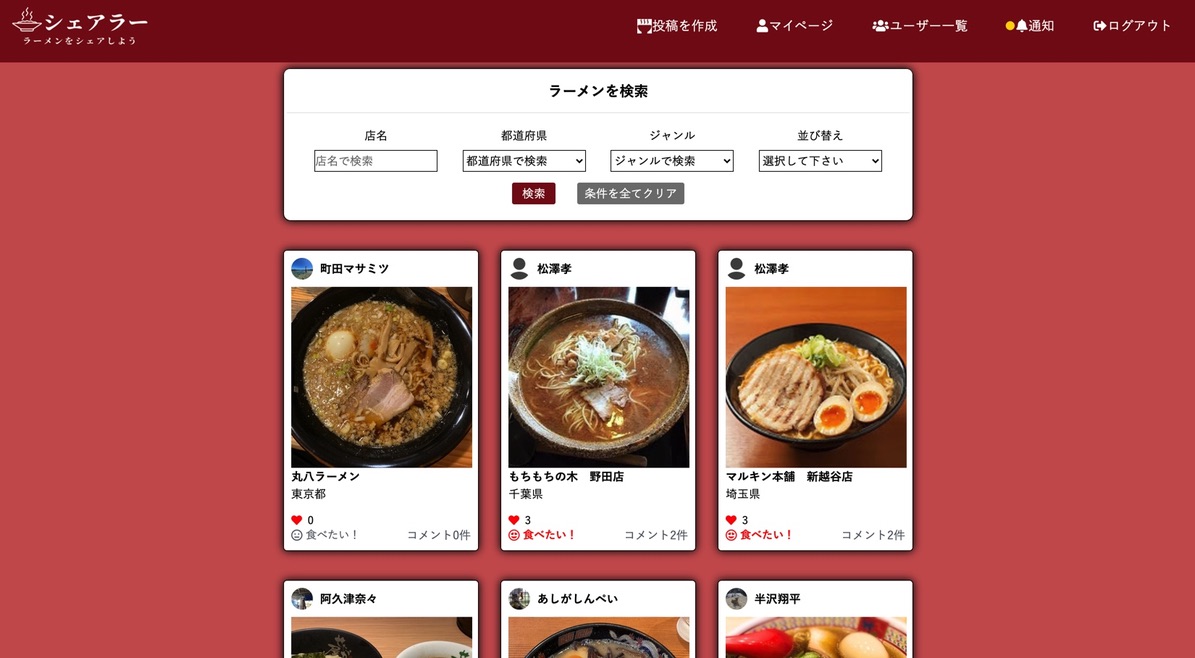 シェアラー
ラーメンをシェアしよう
投稿を作成
マイページ
ユーザー一覧
通知
ログアウト
ラーメンを検索
店名
都道府県
ジャンル
並び替え
店名で検索
都道府県で検索
ジャンルで検索
選択して下さい
検索
条件を全てクリア
町田マサミツ
松澤孝
松澤孝
丸八ラーメン
もちもちの木　野田店
マルキン本舗　新越谷店
東京都
千葉県
埼玉県
0
3
3
食べたい！
コメント0件
食べたい！
コメント2件
食べたい！
コメント2件
阿久津奈々
あしがしんぺい
半沢翔平